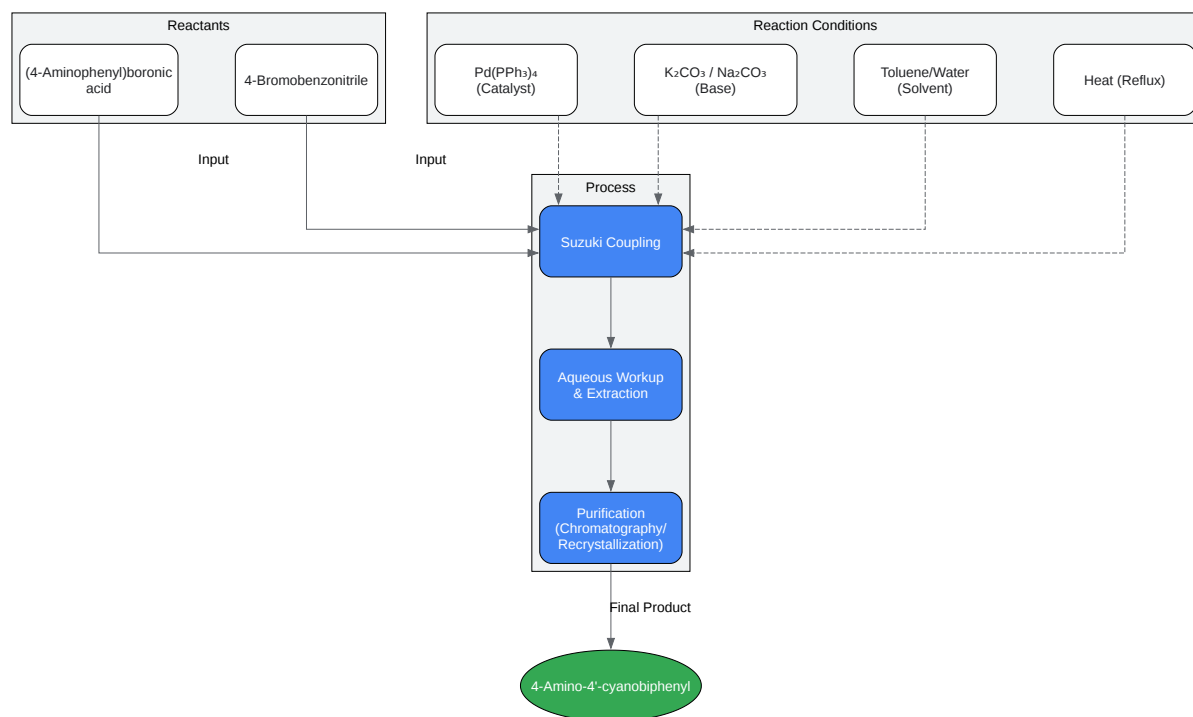 Reactants
Reaction Conditions
(4-Aminophenyl)boronic
acid
4-Bromobenzonitrile
Pd(PPh₃)₄
(Catalyst)
K₂CO₃ / Na₂CO₃
(Base)
Toluene/Water
(Solvent)
Heat (Reflux)
Input
Input
Process
Suzuki Coupling
Aqueous Workup
& Extraction
Purification
(Chromatography/
Recrystallization)
Final Product
4-Amino-4'-cyanobiphenyl